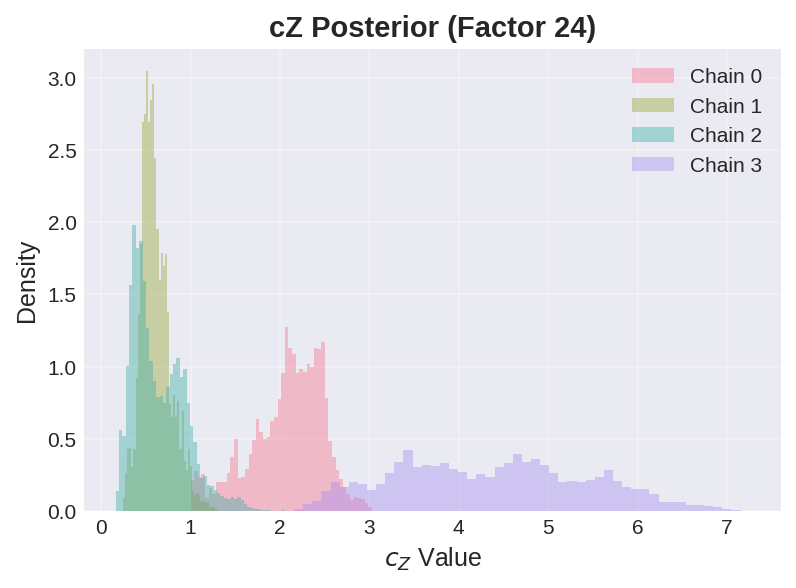 cZ Posterior (Factor 24)
Chain 0
Chain 1
Chain 2
Chain 3
Density
3.0
2.5
2.0
1.5
1.0
0.5
0.0
0 1 2 3 4 5 6 7
c_Z Value